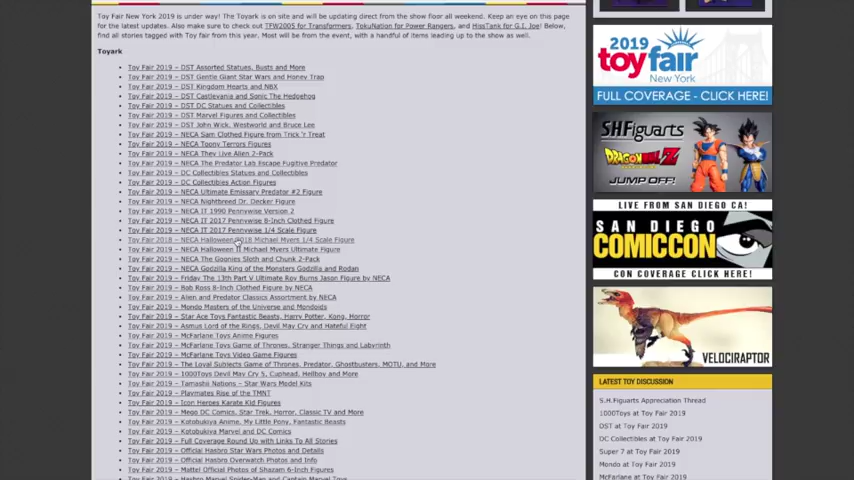 Toy Fair New York 2019 is under way! The Toyark is on site and will be updating direct from the show floor all weekend. Keep an eye on this page
for the latest updates. Also make sure to check out TFW2005 for Transformers, TokuNation for Power Rangers, and HissTank for G.I. Joe! Below,
find all stories tagged with Toy fair from this year. Most will be from the event, with a handful of items leading up to the show as well.
Toyark
Toy Fair 2019 – DST Assorted Statues, Busts and More
Toy Fair 2019 – DST Gentle Giant Star Wars and Honey Trap
Toy Fair 2019 – DST Kingdom Hearts and NBX
Toy Fair 2019 – DST Castlevania and Sonic The Hedgehog
Toy Fair 2019 – DST DC Statues and Collectibles
Toy Fair 2019 – DST Marvel Figures and Collectibles
Toy Fair 2019 – DST John Wick, Westworld and Bruce Lee
Toy Fair 2019 – NECA Sam Clothed Figure from Trick 'r Treat
Toy Fair 2019 – NECA Toony Terrors Figures
Toy Fair 2019 – NECA They Live Alien 2-Pack
Toy Fair 2019 – NECA The Predator Lab Escape Fugitive Predator
Toy Fair 2019 – DC Collectibles Statues and Collectibles
Toy Fair 2019 – DC Collectibles Action Figures
Toy Fair 2019 – NECA Ultimate Emissary Predator #2 Figure
Toy Fair 2019 – NECA Nightbreed Dr. Decker Figure
Toy Fair 2019 – NECA IT 1990 Pennywise Version 2
Toy Fair 2019 – NECA IT 2017 Pennywise 8-Inch Clothed Figure
Toy Fair 2019 – NECA IT 2017 Pennywise 1/4 Scale Figure
Toy Fair 2018 – NECA Halloween 2018 Michael Myers 1/4 Scale Figure
Toy Fair 2019 – NECA Halloween II Michael Myers Ultimate Figure
Toy Fair 2019 – NECA The Goonies Sloth and Chunk 2-Pack
Toy Fair 2019 – NECA Godzilla King of the Monsters Godzilla and Rodan
Toy Fair 2019 – Friday The 13th Part V Ultimate Roy Burns Jason Figure by NECA
Toy Fair 2019 – Bob Ross 8-Inch Clothed Figure by NECA
Toy Fair 2019 – Alien and Predator Classics Assortment by NECA
Toy Fair 2019 – Mondo Masters of the Universe and Mondoids
Toy Fair 2019 – Star Ace Toys Fantastic Beasts, Harry Potter, Kong, Horror
Toy Fair 2019 – Asmus Lord of the Rings, Devil May Cry and Hateful Eight
Toy Fair 2019 – McFarlane Toys Anime Figures
Toy Fair 2019 – McFarlane Toys Game of Thrones, Stranger Things and Labyrinth
Toy Fair 2019 – McFarlane Toys Video Game Figures
Toy Fair 2019 – The Loyal Subjects Game of Thrones, Predator, Ghostbusters, MOTU, and More
Toy Fair 2019 – 1000Toys Devil May Cry 5, Cuphead, Hellboy and More
Toy Fair 2019 – Tamashii Nations – Star Wars Model Kits
Toy Fair 2019 – Playmates Rise of the TMNT
Toy Fair 2019 – Icon Heroes Karate Kid Figures
Toy Fair 2019 – Mego DC Comics, Star Trek, Horror, Classic TV and More
Toy Fair 2019 – Kotobukiya Anime, My Little Pony, Fantastic Beasts
Toy Fair 2019 – Kotobukiya Marvel and DC Comics
Toy Fair 2019 – Full Coverage Round Up with Links To All Stories
Toy Fair 2019 – Official Hasbro Star Wars Photos and Details
Toy Fair 2019 – Official Hasbro Overwatch Photos and Info
Toy Fair 2019 – Mattel Official Photos of Shazam 6-Inch Figures
Toy Fair 2019 – Hasbro Marvel Spider-Man and Captain Marvel Toys
2019
toy fair
New York
FULL COVERAGE - CLICK HERE!
SHFiguarts
DRAGONBALL Z
JUMP OFF!
LIVE FROM SAN DIEGO CA!
SAN DIEGO
COMICCON
CON COVERAGE CLICK HERE!
VELOCIRAPTOR
LATEST TOY DISCUSSION
S.H.Figuarts Appreciation Thread
1000Toys at Toy Fair 2019
DST at Toy Fair 2019
DC Collectibles at Toy Fair 2019
Super 7 at Toy Fair 2019
Mondo at Toy Fair 2019
McFarlane at Toy Fair 2019